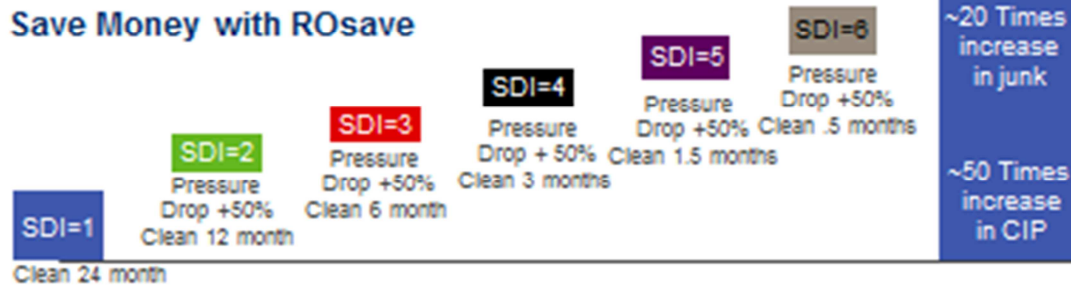 Save Money with ROsave
SDI=1
Clean 24 month
SDI=2
Pressure
Drop +50%
Clean 12 month
SDI=3
Pressure
Drop +50%
Clean 6 month
SDI=4
Pressure
Drop + 50%
Clean 3 months
SDI=5
Pressure
Drop +50%
Clean 1.5 months
SDI=6
Pressure
Drop +50%
Clean .5 months
~20 Times
increase
in junk
~50 Times
increase
in CIP